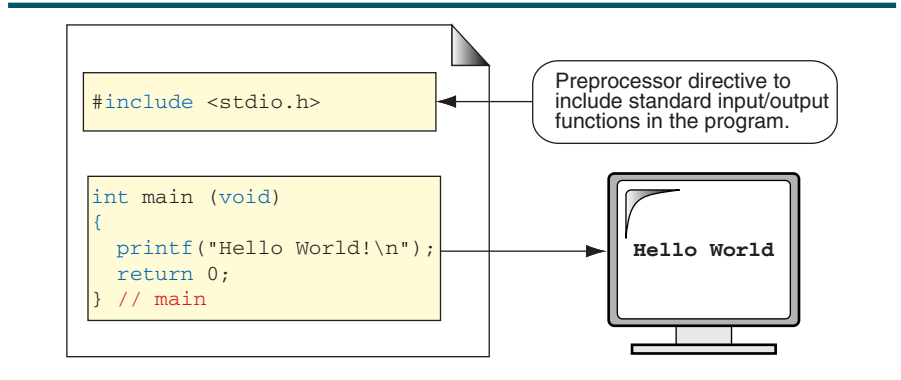 #include <stdio.h>
Preprocessor directive to
include standard input/output
functions in the program.
int main (void)
{
printf("Hello World!\n");
return 0;
} // main
Hello World